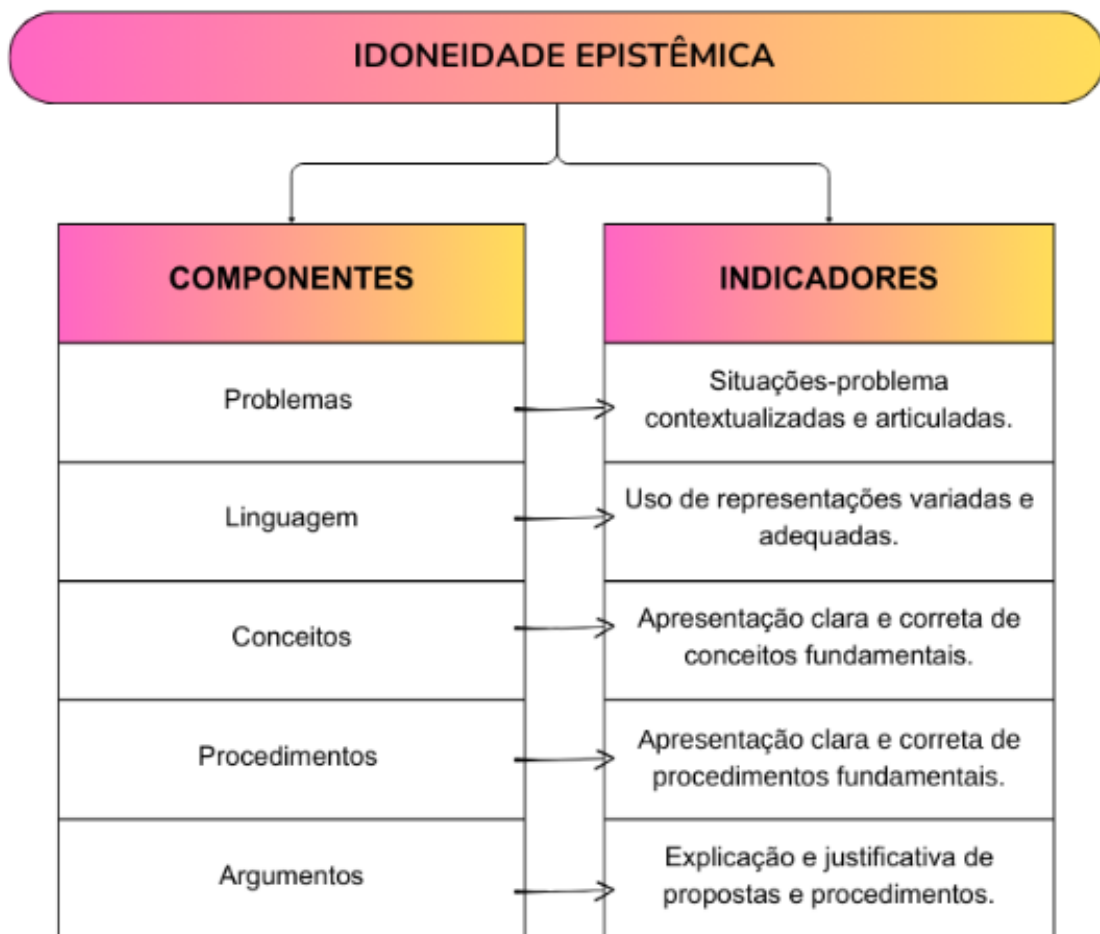 IDONEIDADE EPISTÊMICA
COMPONENTES
INDICADORES
Problemas
Situações-problema
contextualizadas e articuladas.
Linguagem
Uso de representações variadas e
adequadas.
Conceitos
Apresentação clara e correta de
conceitos fundamentais.
Procedimentos
Apresentação clara e correta de
procedimentos fundamentais.
Argumentos
Explicação e justificativa de
propostas e procedimentos.